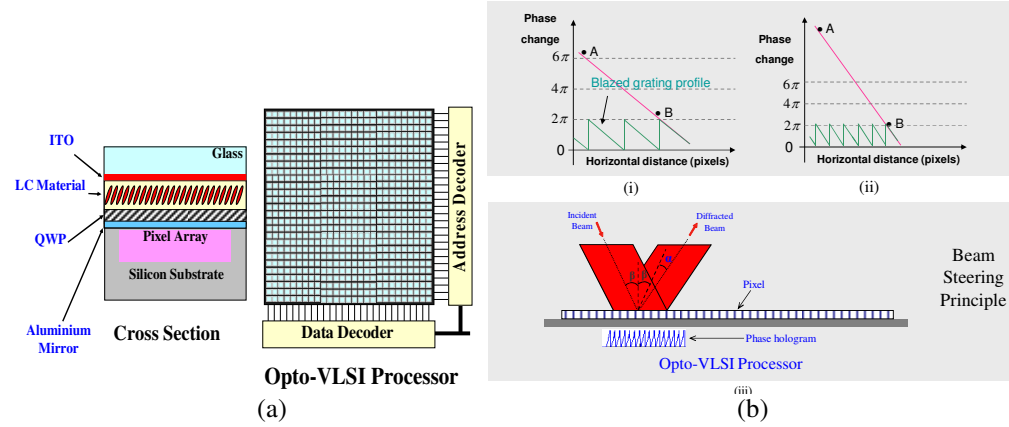 (a)
ITO
LC Material
QWP
Aluminium
Mirror
Glass
Pixel Array
Silicon Substrate
Cross Section
Address Decoder
Data Decoder
Opto-VLSI Processor
Phase
change
6π
4π
2π
0
A
Blazed grating profile
B
Horizontal distance (pixels)
(i)
Phase
change
6π
4π
2π
0
A
B
Horizontal distance (pixels)
(ii)
Incident
Beam
Diffracted
Beam
α
Pixel
Phase hologram
Opto-VLSI Processor
Beam
Steering
Principle
(iii)
(b)